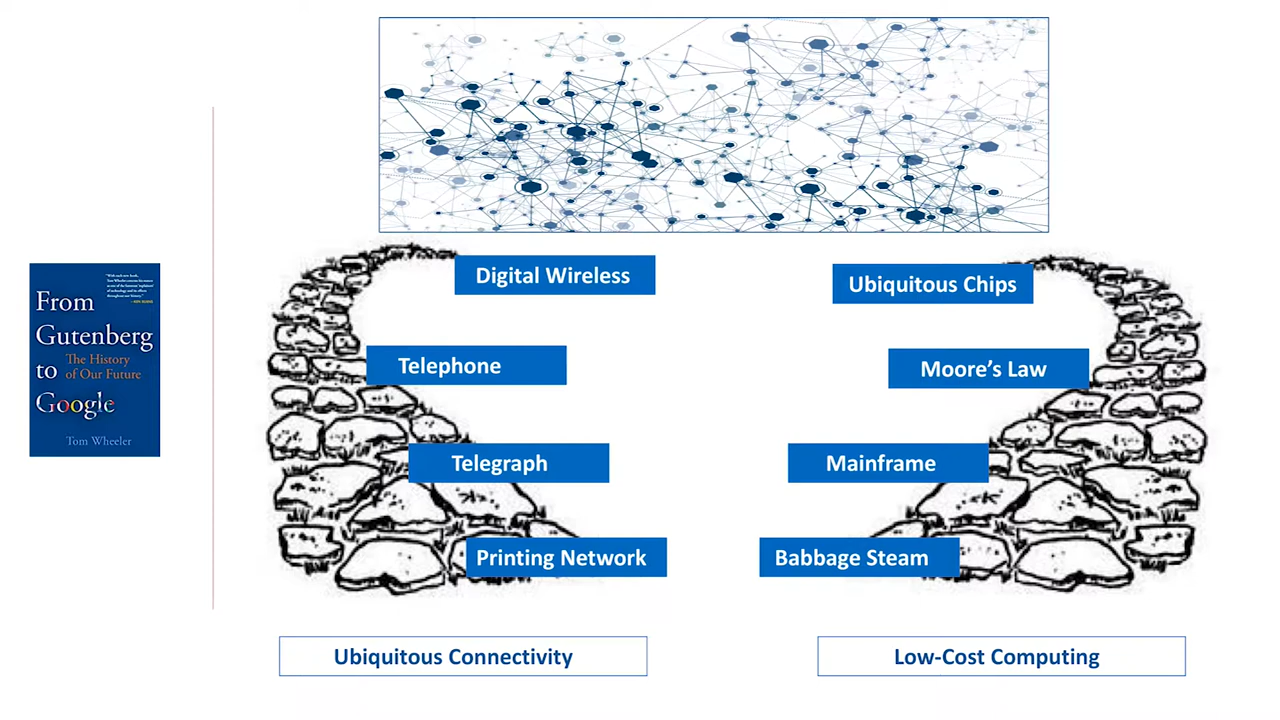 From
Gutenberg
to
The History
of Our Future
Google
Tom Wheeler
Digital Wireless
Ubiquitous Chips
Telephone
Moore's Law
Telegraph
Mainframe
Printing Network
Babbage Steam
Ubiquitous Connectivity
Low-Cost Computing